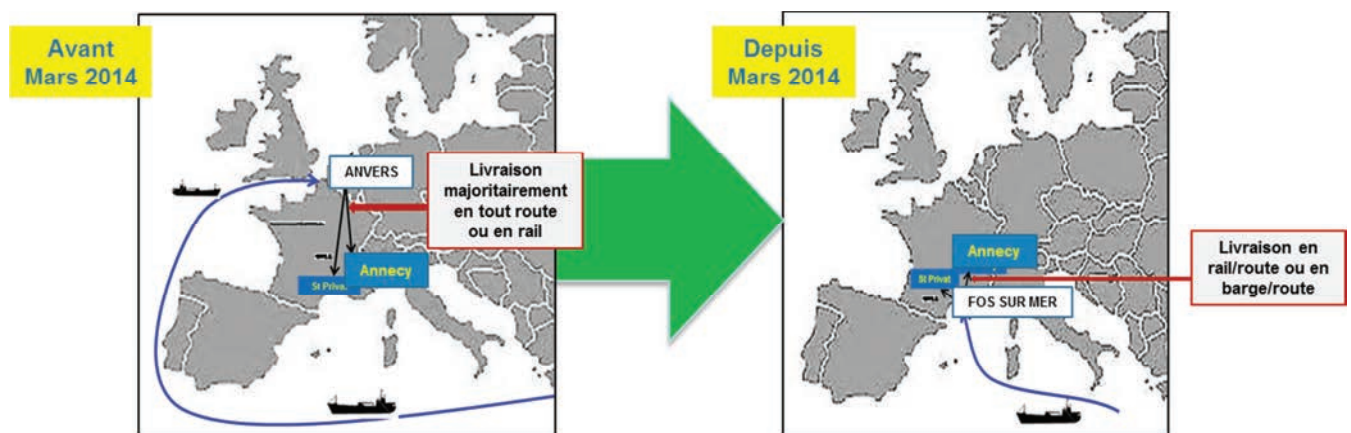 Avant
Mars 2014
ANVERS
Livraison
majoritairement
en tout route
ou en rail
Annecy
St Priva
Depuis
Mars 2014
Annecy
St Privat
FOS SUR MER
Livraison en
rail/route ou en
barge/route